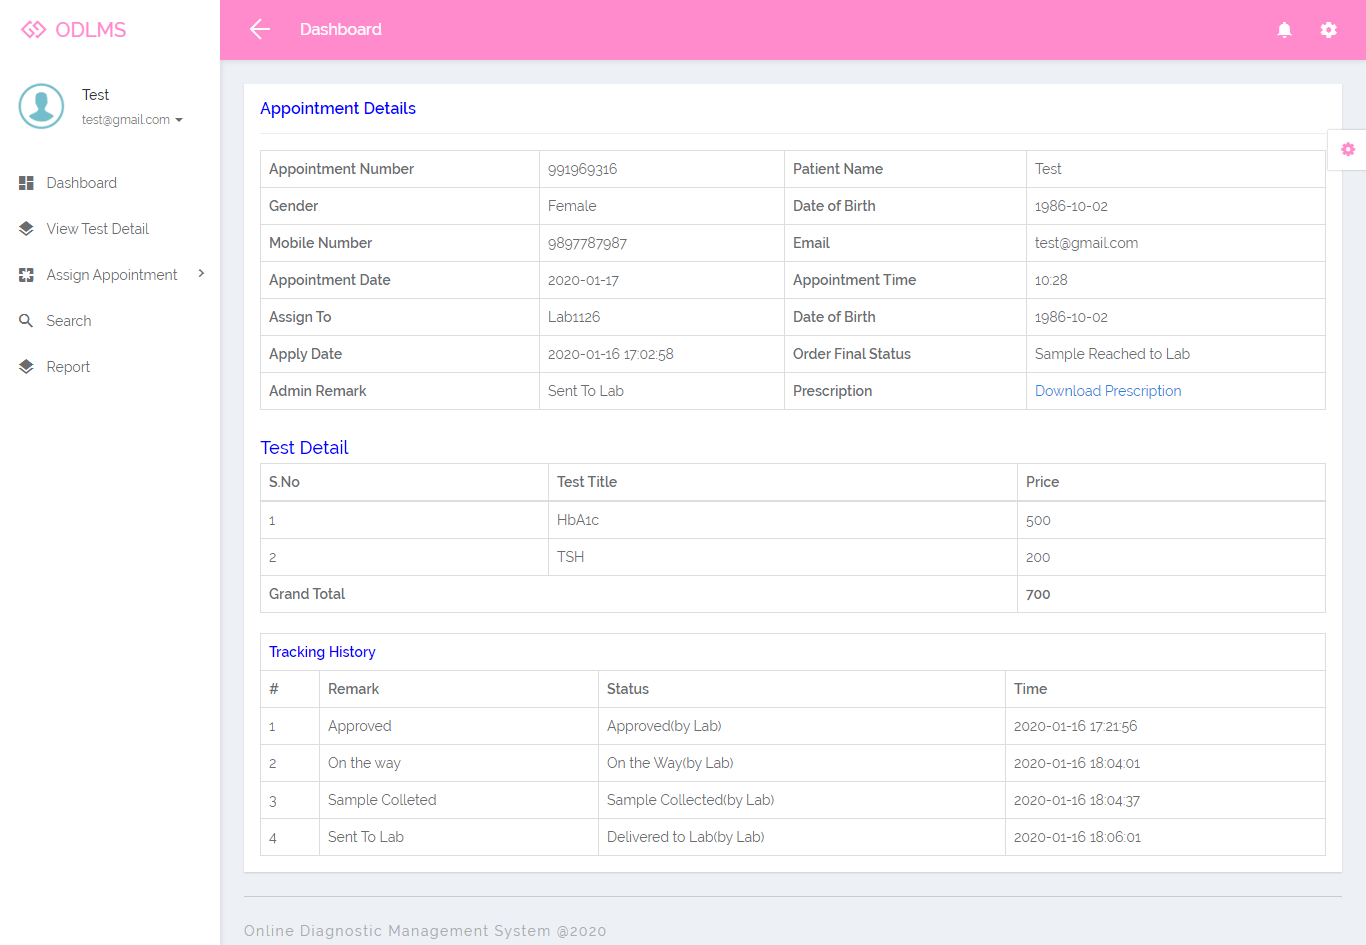 ODLMS
Dashboard
Test
test@gmail.com
Dashboard
View Test Detail
Assign Appointment
Search
Report
Appointment Details
Appointment Number 991969316 Patient Name Test
Gender Female Date of Birth 1986-10-02
Mobile Number 9897787987 Email test@gmail.com
Appointment Date 2020-01-17 Appointment Time 10:28
Assign To Lab1126 Date of Birth 1986-10-02
Apply Date 2020-01-16 17:02:58 Order Final Status Sample Reached to Lab
Admin Remark Sent To Lab Prescription Download Prescription
Test Detail
S.No Test Title Price
1 HbA1c 500
2 TSH 200
Grand Total 700
Tracking History
# Remark Status Time
1 Approved Approved(by Lab) 2020-01-16 17:21:56
2 On the way On the Way(by Lab) 2020-01-16 18:04:01
3 Sample Colleted Sample Collected(by Lab) 2020-01-16 18:04:37
4 Sent To Lab Delivered to Lab(by Lab) 2020-01-16 18:06:01
Online Diagnostic Management System @2020